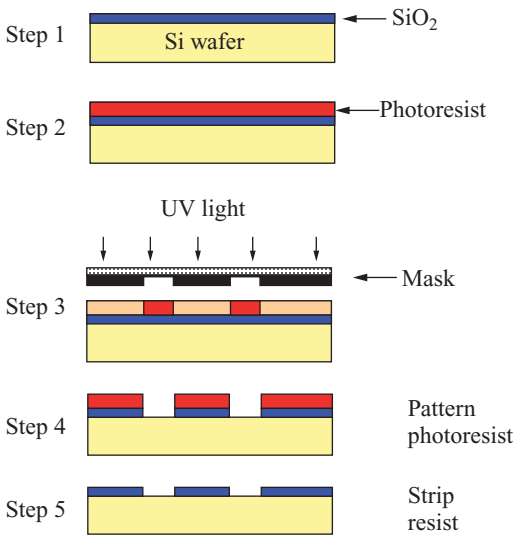 Step 1
SiO₂
Si wafer
Step 2
Photoresist
UV light
Mask
Step 3
Step 4
Pattern
photoresist
Step 5
Strip
resist